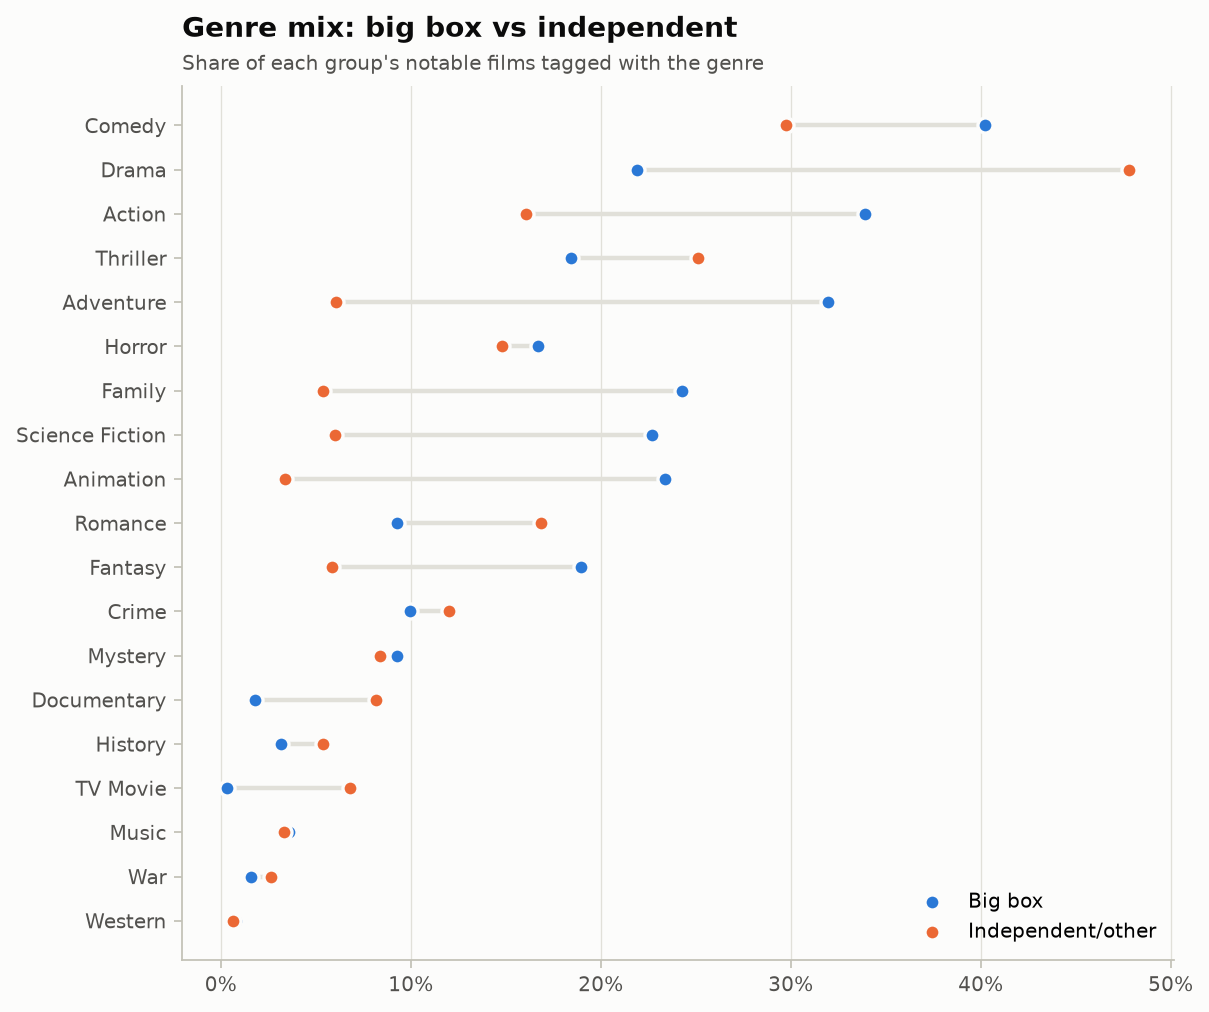 Genre mix: big box vs independent
Share of each group's notable films tagged with the genre
Comedy
Drama
Action
Thriller
Adventure
Horror
Family
Science Fiction
Animation
Romance
Fantasy
Crime
Mystery
Documentary
History
TV Movie
Music
War
Western
Big box
Independent/other
0% 10% 20% 30% 40% 50%